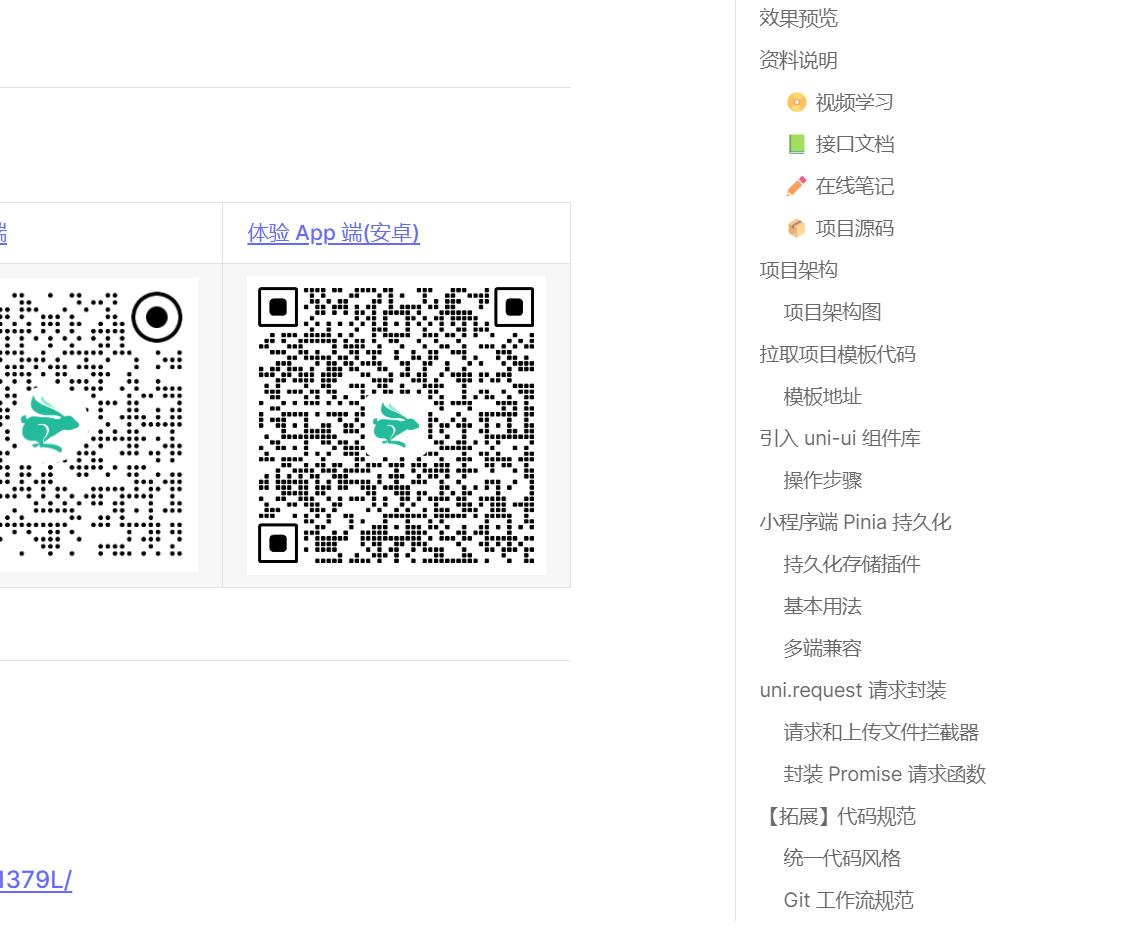 端
体验 App 端(安卓)
1379L/
效果预览
资料说明
📀 视频学习
📗 接口文档
✏️ 在线笔记
📦 项目源码
项目架构
项目架构图
拉取项目模板代码
模板地址
引入 uni-ui 组件库
操作步骤
小程序端 Pinia 持久化
持久化存储插件
基本用法
多端兼容
uni.request 请求封装
请求和上传文件拦截器
封装 Promise 请求函数
【拓展】代码规范
统一代码风格
Git 工作流规范